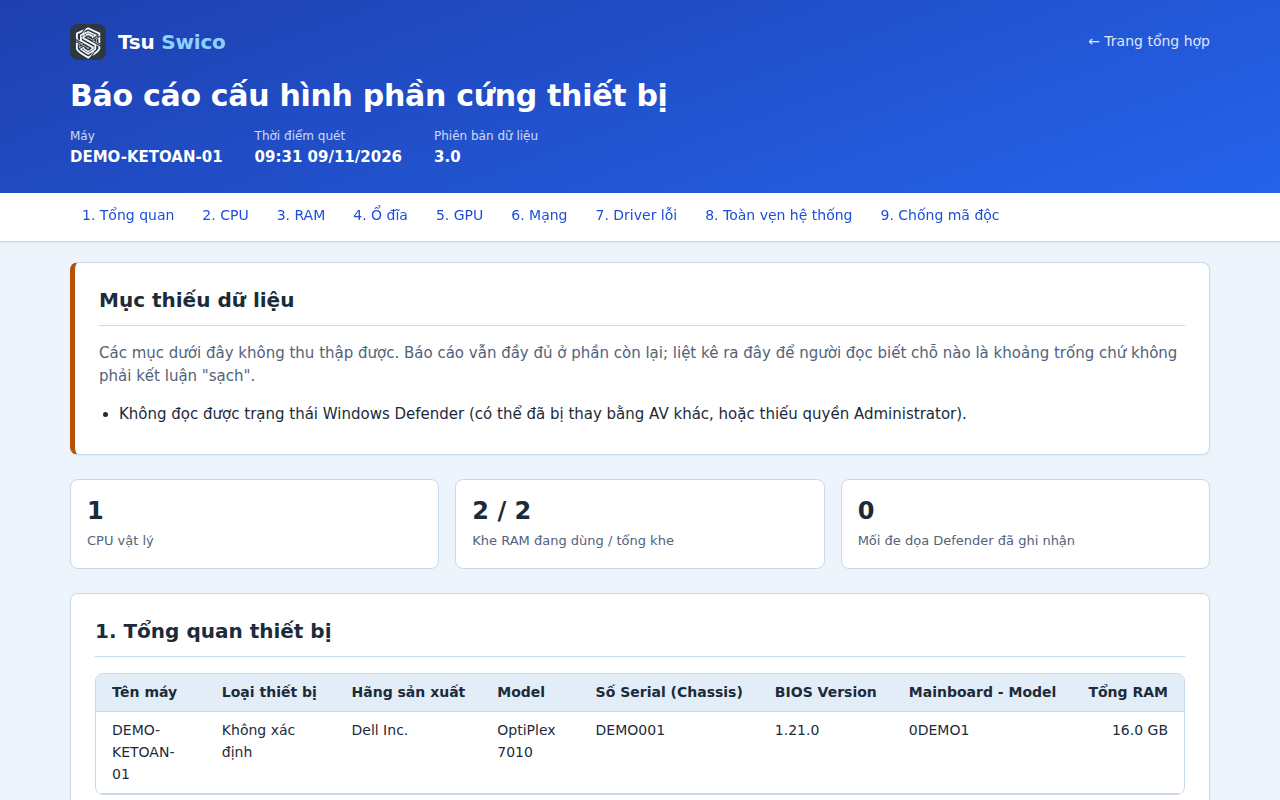 Tsu Swico
← Trang tổng hợp
Báo cáo cấu hình phần cứng thiết bị
Máy
DEMO-KETOAN-01
Thời điểm quét
09:31 09/11/2026
Phiên bản dữ liệu
3.0
1. Tổng quan
2. CPU
3. RAM
4. Ổ đĩa
5. GPU
6. Mạng
7. Driver lỗi
8. Toàn vẹn hệ thống
9. Chống mã độc
Mục thiếu dữ liệu
Các mục dưới đây không thu thập được. Báo cáo vẫn đầy đủ ở phần còn lại; liệt kê ra đây để người đọc biết chỗ nào là khoảng trống chứ không
phải kết luận "sạch".
• Không đọc được trạng thái Windows Defender (có thể đã bị thay bằng AV khác, hoặc thiếu quyền Administrator).
1
CPU vật lý
2 / 2
Khe RAM đang dùng / tổng khe
0
Mối đe dọa Defender đã ghi nhận
1. Tổng quan thiết bị
Tên máy
Loại thiết bị
Hãng sản xuất
Model
Số Serial (Chassis)
BIOS Version
Mainboard - Model
Tổng RAM
DEMO-
KETOAN-
01
Không xác
định
Dell Inc.
OptiPlex
7010
DEMO001
1.21.0
0DEMO1
16.0 GB